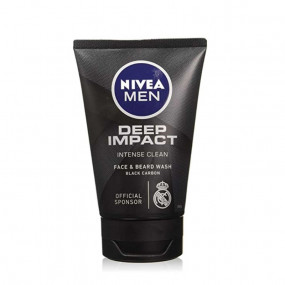 NIVEA
MEN
DEEP
IMPACT
INTENSE CLEAN
FACE & BEARD WASH
BLACK CARBON
OFFICIAL
SPONSOR